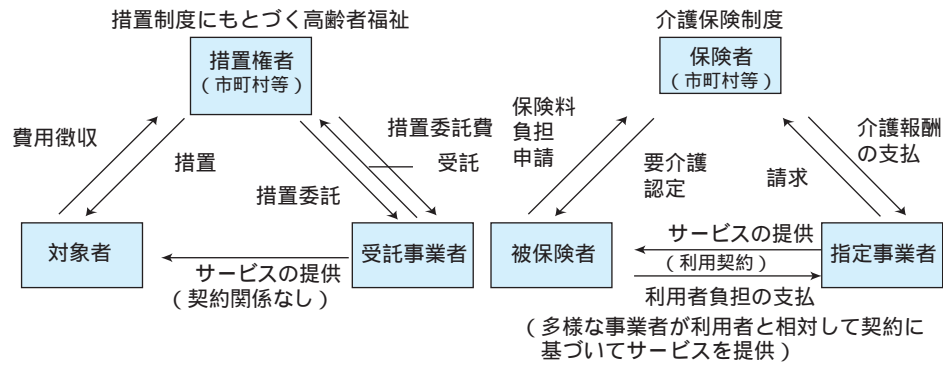 措置制度にもとづく高齢者福祉
措置権者
（市町村等）
費用徴収
措置
措置委託費
受託
措置委託
対象者
受託事業者
サービスの提供
（契約関係なし）
介護保険制度
保険者
（市町村等）
保険料
負担
申請
要介護
認定
介護報酬
の支払
請求
被保険者
指定事業者
サービスの提供
（利用契約）
利用者負担の支払
（多様な事業者が利用者と相対して契約に
基づいてサービスを提供）